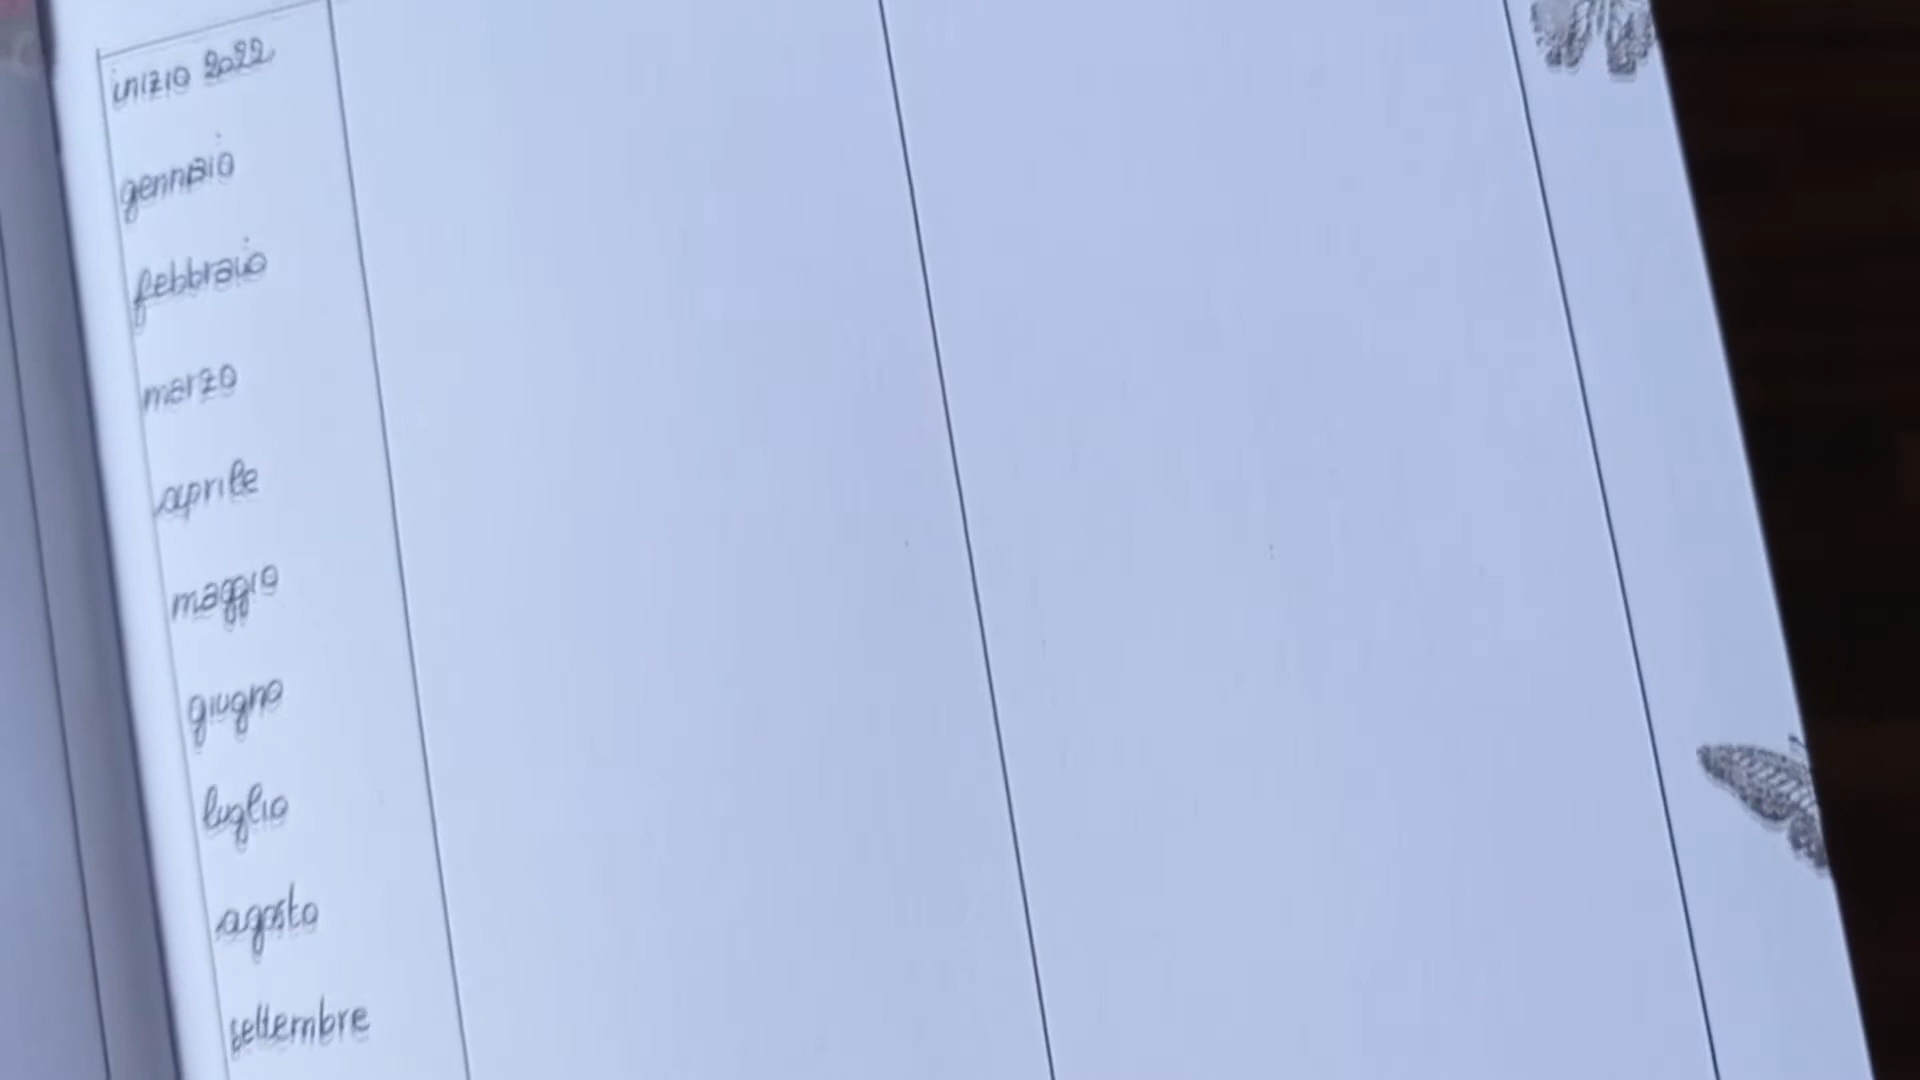 inizio 2022
gennaio
febbraio
marzo
aprile
maggio
giugno
luglio
agosto
settembre